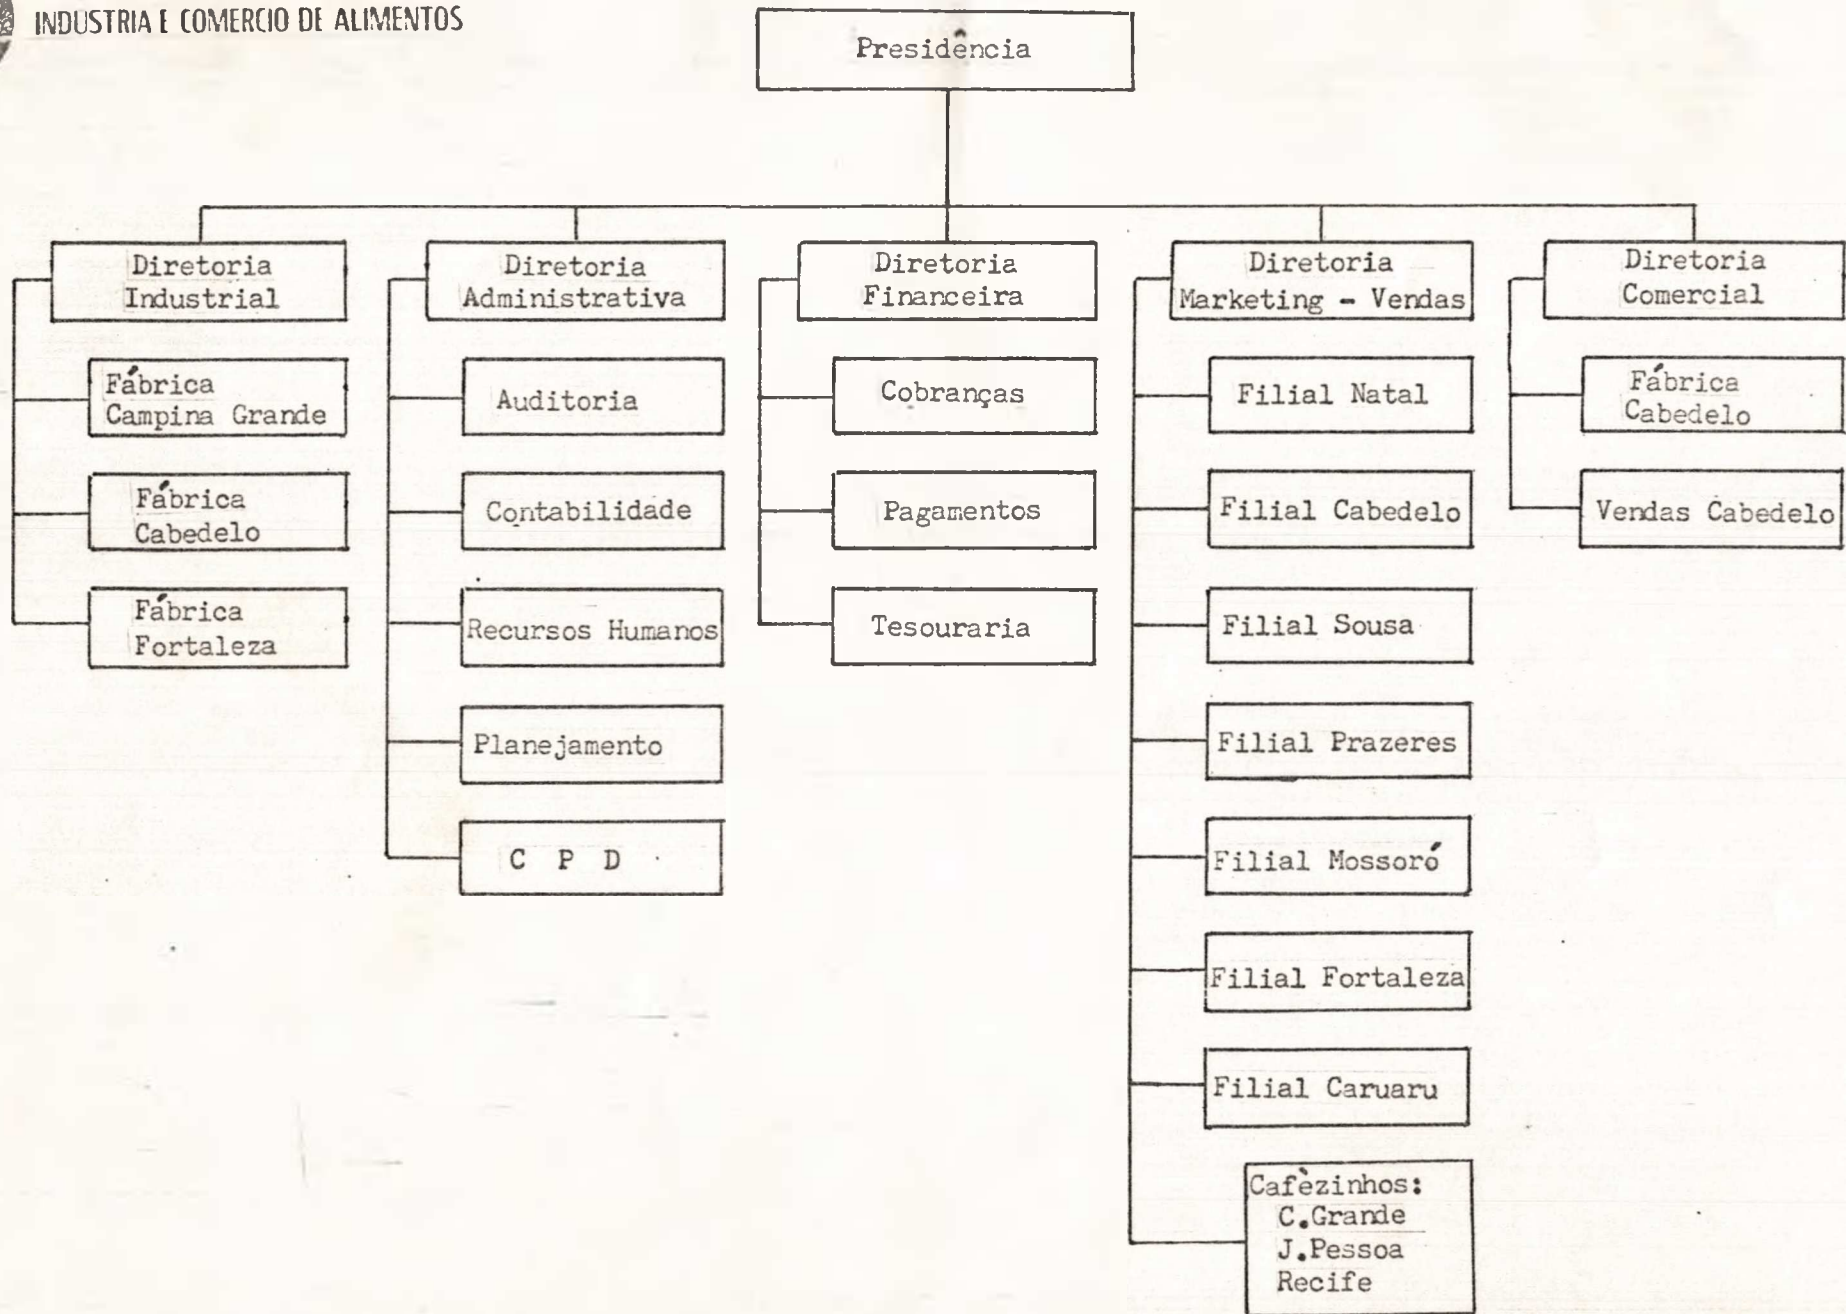 INDUSTRIA E COMERCIO DE ALIMENTOS
Presidência
Diretoria
Industrial
Fábrica
Campina Grande
Fábrica
Cabedelo
Fábrica
Fortaleza
Diretoria
Administrativa
Auditoria
Contabilidade
Recursos Humanos
Planejamento
C P D
Diretoria
Financeira
Cobranças
Pagamentos
Tesouraria
Diretoria
Marketing - Vendas
Filial Natal
Filial Cabedelo
Filial Sousa
Filial Prazeres
Filial Mossoró
Filial Fortaleza
Filial Caruaru
Cafèzinhos:
C.Grande
J.Pessoa
Recife
Diretoria
Comercial
Fábrica
Cabedelo
Vendas Cabedelo